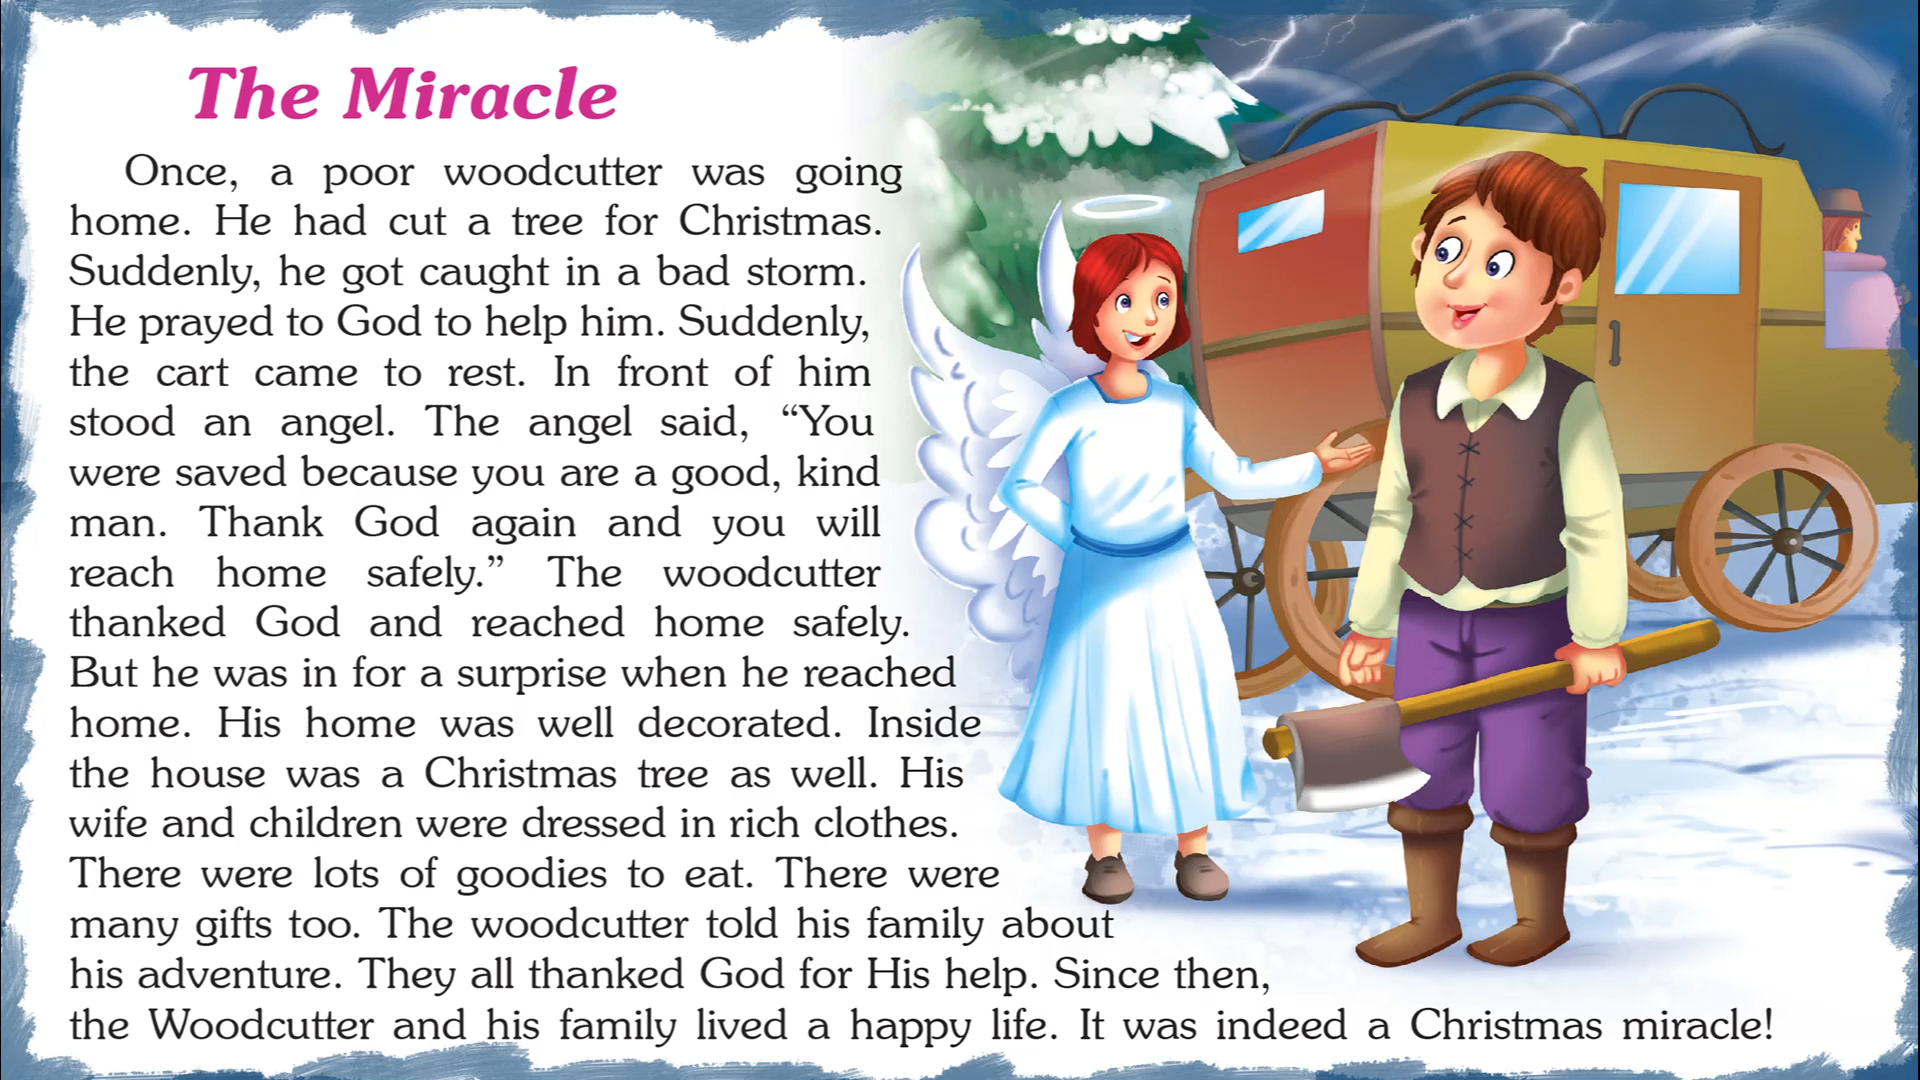 The Miracle
Once, a poor woodcutter was going
home. He had cut a tree for Christmas.
Suddenly, he got caught in a bad storm.
He prayed to God to help him. Suddenly,
the cart came to rest. In front of him
stood an angel. The angel said, “You
were saved because you are a good, kind
man. Thank God again and you will
reach home safely.” The woodcutter
thanked God and reached home safely.
But he was in for a surprise when he reached
home. His home was well decorated. Inside
the house was a Christmas tree as well. His
wife and children were dressed in rich clothes.
There were lots of goodies to eat. There were
many gifts too. The woodcutter told his family about
his adventure. They all thanked God for His help. Since then,
the Woodcutter and his family lived a happy life. It was indeed a Christmas miracle!